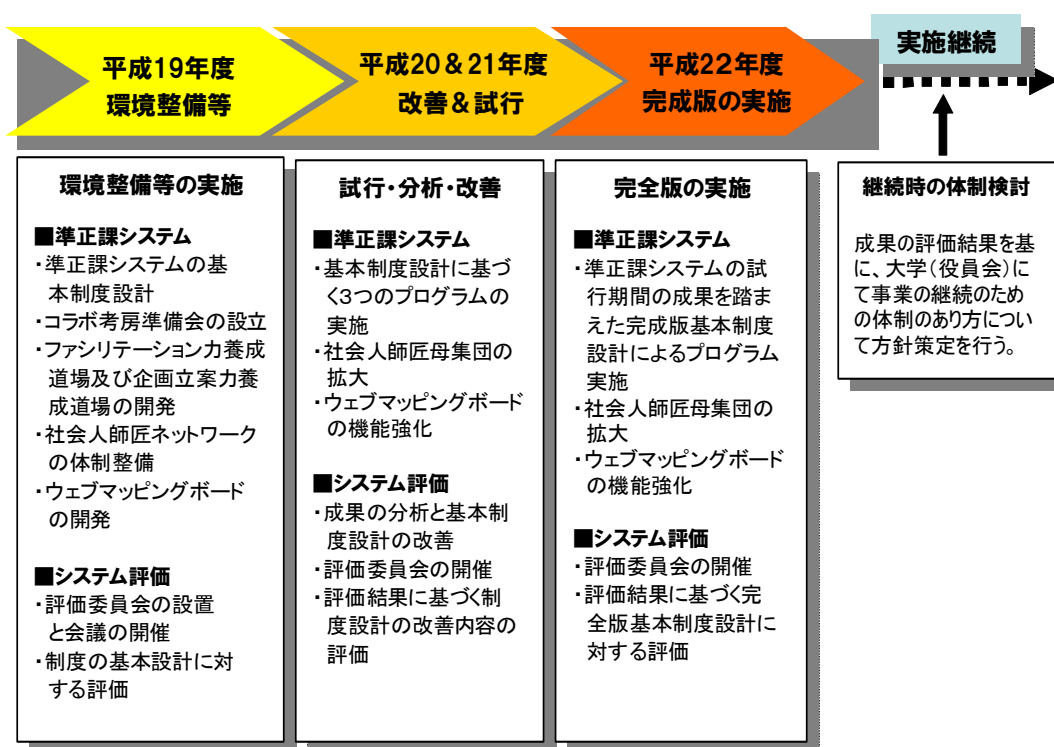 平成19年度
環境整備等
平成20&21年度
改善&試行
平成22年度
完成版の実施
実施継続
環境整備等の実施
■準正課システム
・準正課システムの基
本制度設計
・コラボ考房準備会の設立
・ファシリテーション力養成
道場及び企画立案力養
成道場の開発
・社会人師匠ネットワーク
の体制整備
・ウェブマッピングボード
の開発
■システム評価
・評価委員会の設置
と会議の開催
・制度の基本設計に対
する評価
試行・分析・改善
■準正課システム
・基本制度設計に基づ
く3つのプログラムの
実施
・社会人師匠母集団の
拡大
・ウェブマッピングボード
の機能強化
■システム評価
・成果の分析と基本制
度設計の改善
・評価委員会の開催
・評価結果に基づく制
度設計の改善内容の
評価
完全版の実施
■準正課システム
・準正課システムの試
行期間の成果を踏ま
えた完成版基本制度
設計によるプログラム
実施
・社会人師匠母集団の
拡大
・ウェブマッピングボード
の機能強化
■システム評価
・評価委員会の開催
・評価結果に基づく完
全版基本制度設計に
対する評価
継続時の体制検討
成果の評価結果を基
に、大学(役員会)に
て事業の継続のため
の体制のあり方につい
て方針策定を行う。